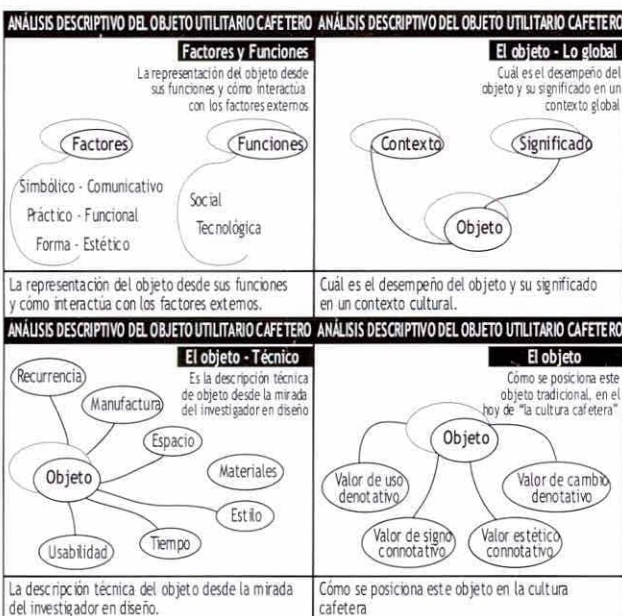 ANÁLISIS DESCRIPTIVO DEL OBJETO UTILITARIO CAFETERO
Factores y Funciones
La representación del objeto desde
sus funciones y cómo interactúa
con los factores externos
Factores
Funciones
Simbólico - Comunicativo
Práctico - Funcional
Forma - Estético
Social
Tecnológica
La representación del objeto desde sus funciones
y cómo interactúa con los factores externos.
ANÁLISIS DESCRIPTIVO DEL OBJETO UTILITARIO CAFETERO
El objeto - Lo global
Cuál es el desempeño del
objeto y su significado en un
contexto global
Contexto
Significado
Objeto
Cuál es el desempeño del objeto y su significado
en un contexto cultural.
ANÁLISIS DESCRIPTIVO DEL OBJETO UTILITARIO CAFETERO
El objeto - Técnico
Es la descripción técnica
de objeto desde la mirada
del investigador en diseño
Recurrencia
Manufactura
Espacio
Objeto
Materiales
Estilo
Tiempo
Usabilidad
La descripción técnica del objeto desde la mirada
del investigador en diseño.
ANÁLISIS DESCRIPTIVO DEL OBJETO UTILITARIO CAFETERO
El objeto
Cómo se posiciona este
objeto tradicional, en el
hoy de "la cultura cafetera"
Objeto
Valor de uso
denotativo
Valor de cambio
denotativo
Valor de signo
connotativo
Valor estético
connotativo
Cómo se posiciona este objeto en la cultura
cafetera